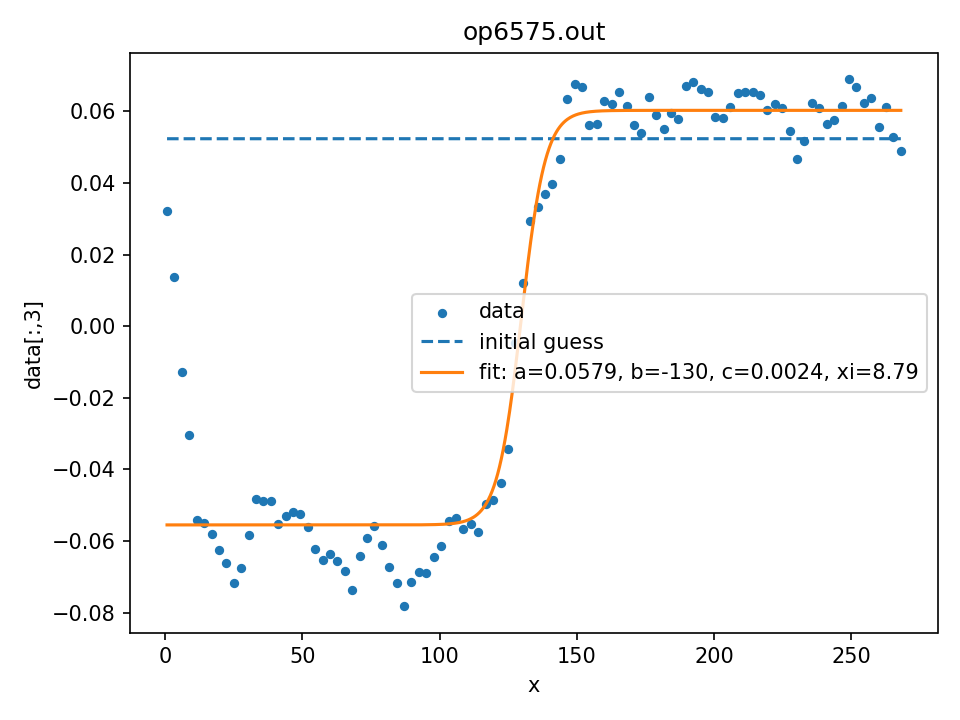 op6575.out
0.06
0.04
0.02
0.00
−0.02
−0.04
−0.06
−0.08
data[:,3]
data
initial guess
fit: a=0.0579, b=-130, c=0.0024, xi=8.79
0 50 100 150 200 250
x